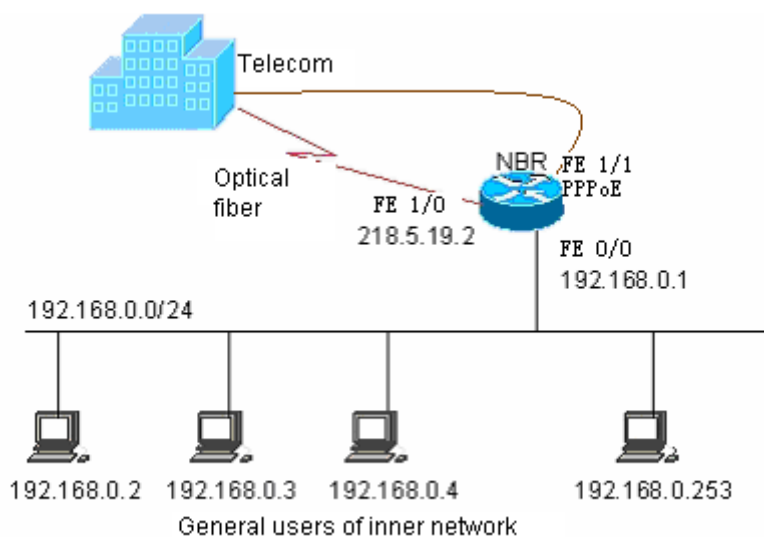 Telecom
NBR
FE 1/1
PPPoE
Optical
fiber
FE 1/0
218.5.19.2
FE 0/0
192.168.0.1
192.168.0.0/24
192.168.0.2
192.168.0.3
192.168.0.4
192.168.0.253
General users of inner network